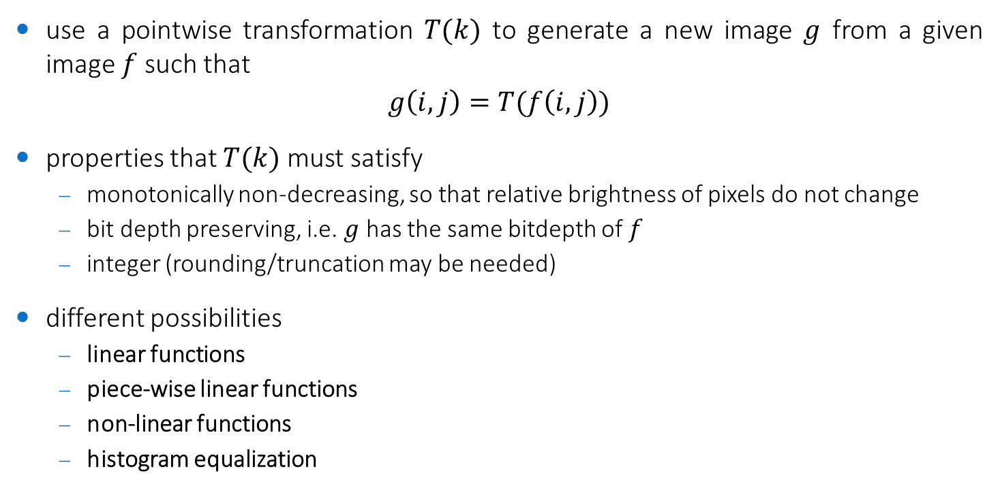 • use a pointwise transformation T(k) to generate a new image g from a given
image f such that
g(i, j) = T(f(i, j))
• properties that T(k) must satisfy
– monotonically non-decreasing, so that relative brightness of pixels do not change
– bit depth preserving, i.e. g has the same bitdepth of f
– integer (rounding/truncation may be needed)
• different possibilities
– linear functions
– piece-wise linear functions
– non-linear functions
– histogram equalization